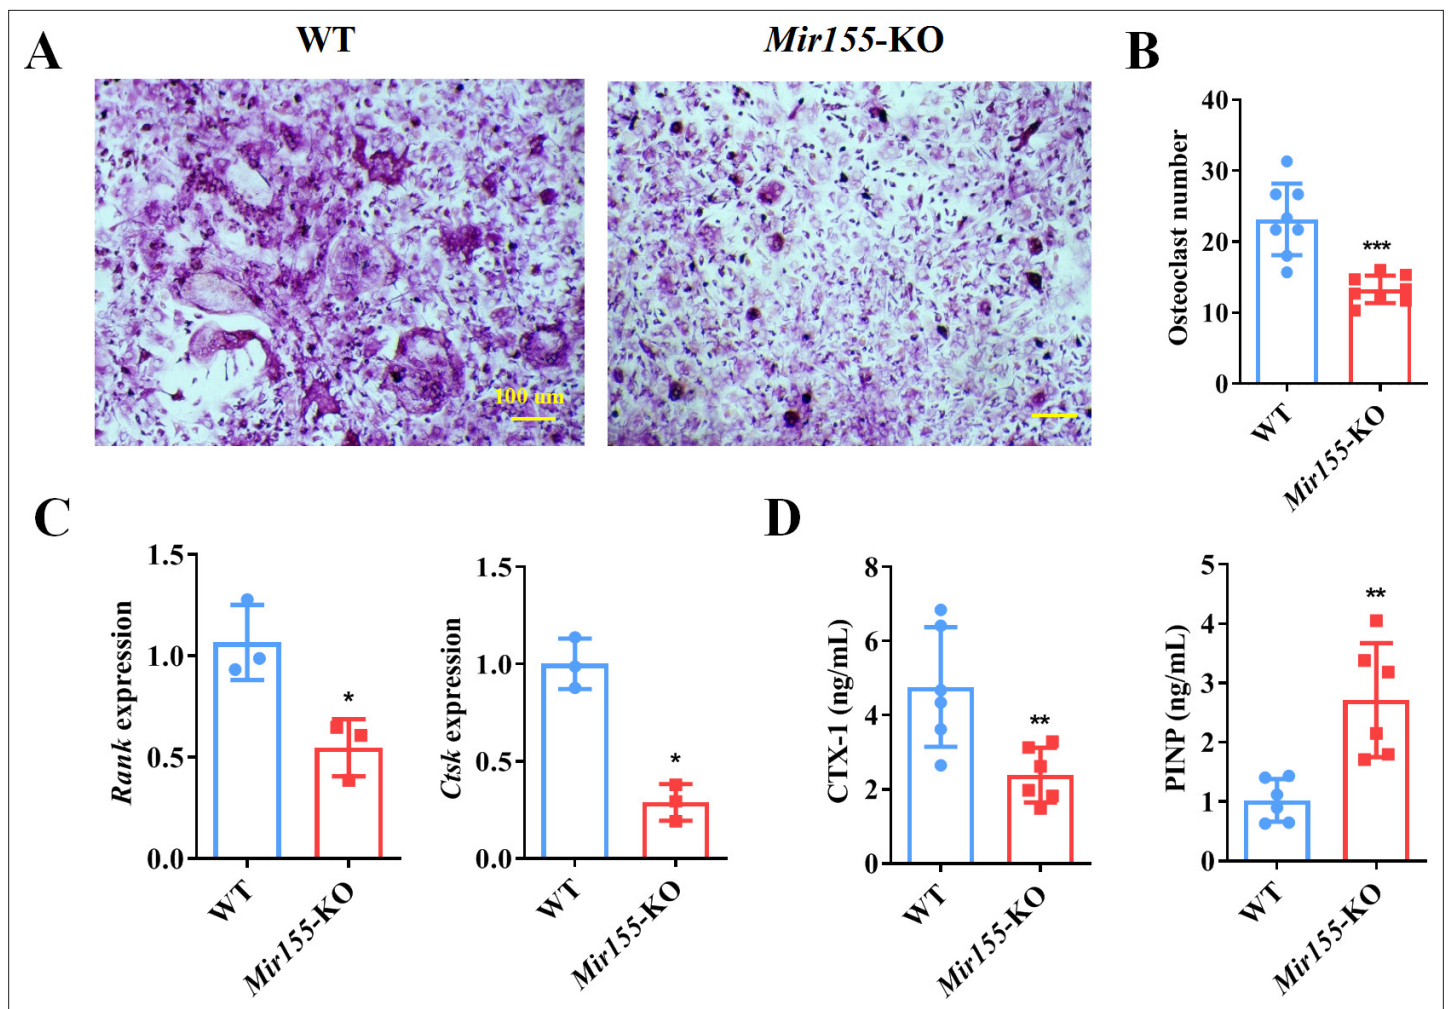 A
WT
Mir155-KO
100 um
B
Osteoclast number
40
30
20
10
0
***
WT
Mir155-KO
C
Rank expression
1.5
1.0
0.5
0.0
*
WT
Mir155-KO
Ctsk expression
1.5
1.0
0.5
0.0
*
WT
Mir155-KO
D
CTX-1 (ng/mL)
8
6
4
2
0
**
WT
Mir155-KO
PINP (ng/mL)
5
4
3
2
1
0
**
WT
Mir155-KO